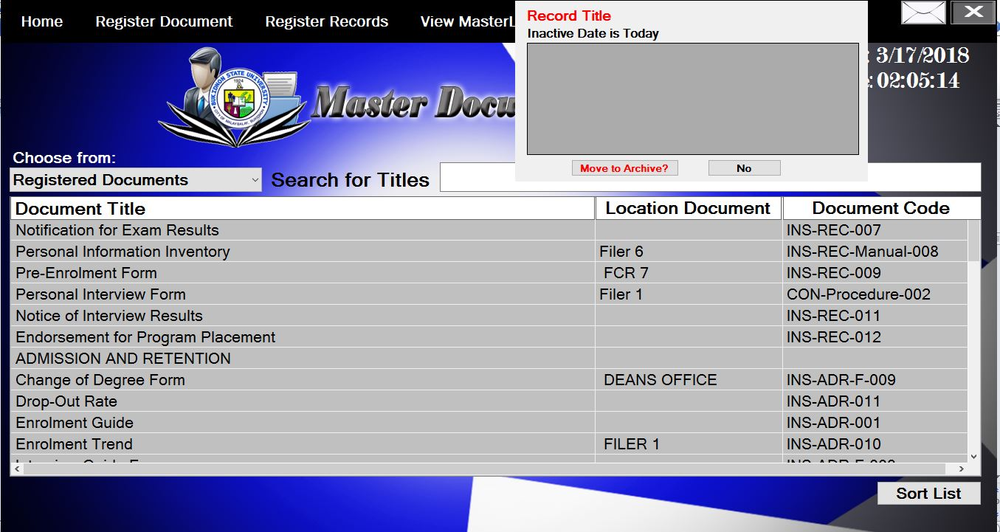 Home Register Document Register Records View MasterL
Record Title
Inactive Date is Today
: 3/17/2018
: 02:05:14
BUKIDNON STATE UNIVERSITY
1924
Master Docu
Move to Archive? No
Choose from:
Registered Documents Search for Titles
Document Title Location Document Document Code
Notification for Exam Results INS-REC-007
Personal Information Inventory Filer 6 INS-REC-Manual-008
Pre-Enrolment Form FCR 7 INS-REC-009
Personal Interview Form Filer 1 CON-Procedure-002
Notice of Interview Results INS-REC-011
Endorsement for Program Placement INS-REC-012
ADMISSION AND RETENTION
Change of Degree Form DEANS OFFICE INS-ADR-F-009
Drop-Out Rate INS-ADR-011
Enrolment Guide INS-ADR-001
Enrolment Trend FILER 1 INS-ADR-010
Sort List